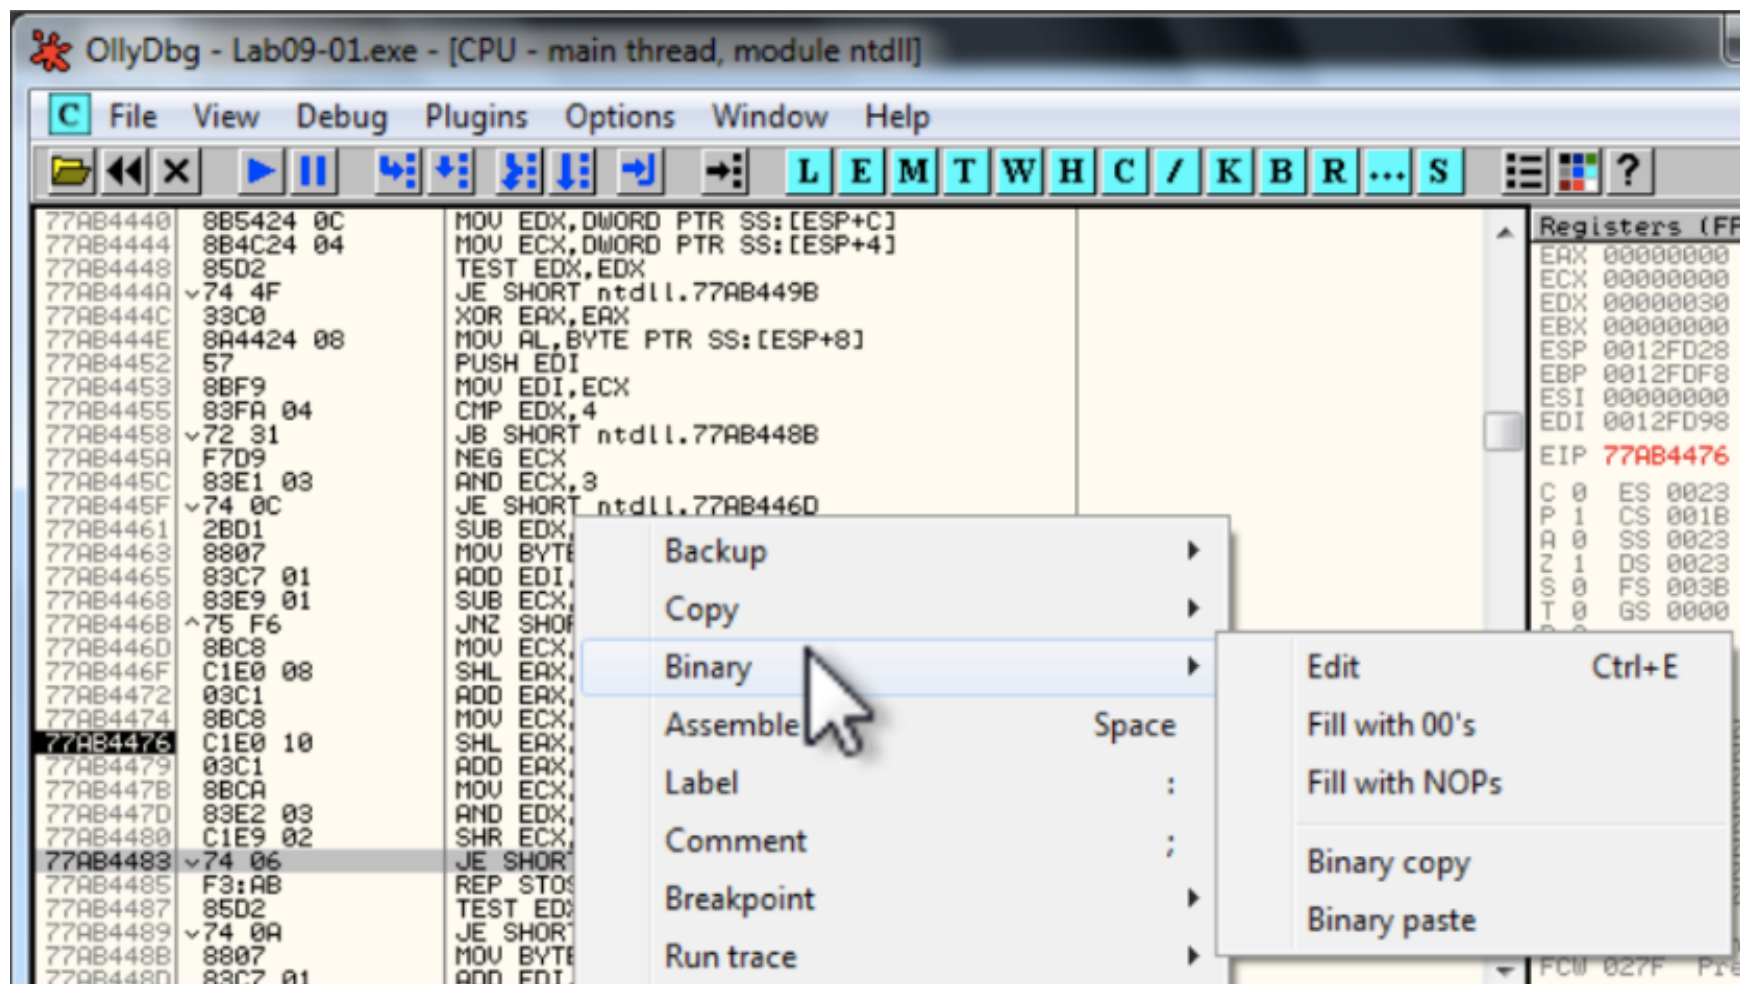 OllyDbg - Lab09-01.exe - [CPU - main thread, module ntdll]
C File View Debug Plugins Options Window Help
L E M T W H C / K B R ... S ?
77AB4440 8B5424 0C MOV EDX,DWORD PTR SS:[ESP+C]
77AB4444 8B4C24 04 MOV ECX,DWORD PTR SS:[ESP+4]
77AB4448 85D2 TEST EDX,EDX
77AB444A 74 4F JE SHORT ntdll.77AB449B
77AB444C 33C0 XOR EAX,EAX
77AB444E 8A4424 08 MOV AL,BYTE PTR SS:[ESP+8]
77AB4452 57 PUSH EDI
77AB4453 8BF9 MOV EDI,ECX
77AB4455 83FA 04 CMP EDX,4
77AB4458 72 31 JB SHORT ntdll.77AB448B
77AB445A F7D9 NEG ECX
77AB445C 83E1 03 AND ECX,3
77AB445F 74 0C JE SHORT ntdll.77AB446D
77AB4461 2BD1 SUB EDX,
77AB4463 8807 MOV BYTE
77AB4465 83C7 01 ADD EDI,
77AB4468 83E9 01 SUB ECX,
77AB446B ^75 F6 JNZ SHOR
77AB446D 8BC8 MOV ECX,
77AB446F C1E0 08 SHL EAX,
77AB4472 03C1 ADD EAX,
77AB4474 8BC8 MOV ECX,
77AB4476 C1E0 10 SHL EAX,
77AB4479 03C1 ADD EAX,
77AB447B 8BCA MOV ECX,
77AB447D 83E2 03 AND EDX,
77AB4480 C1E9 02 SHR ECX,
77AB4483 74 06 JE SHOR
77AB4485 F3:AB REP STOS
77AB4487 85D2 TEST EDX
77AB4489 74 0A JE SHOR
77AB448B 8807 MOV BYTE
77AB448D 83C7 01 ADD EDI,
Backup
Copy
Binary
Assemble Space
Label :
Comment ;
Breakpoint
Run trace
Edit Ctrl+E
Fill with 00's
Fill with NOPs
Binary copy
Binary paste
Registers (FP
EAX 00000000
ECX 00000000
EDX 00000030
EBX 00000000
ESP 0012FD28
EBP 0012FDF8
ESI 00000000
EDI 0012FD98
EIP 77AB4476
C 0 ES 0023
P 1 CS 001B
A 0 SS 0023
Z 1 DS 0023
S 0 FS 003B
T 0 GS 0000
FCW 027F Pre